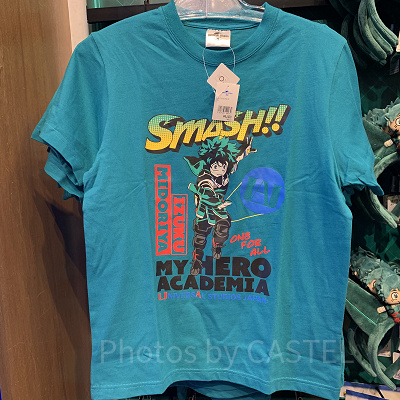 SMASH!!
IZUKU
MIDORIYA
ONE FOR ALL
MY HERO
ACADEMIA
Photos by CASTEL